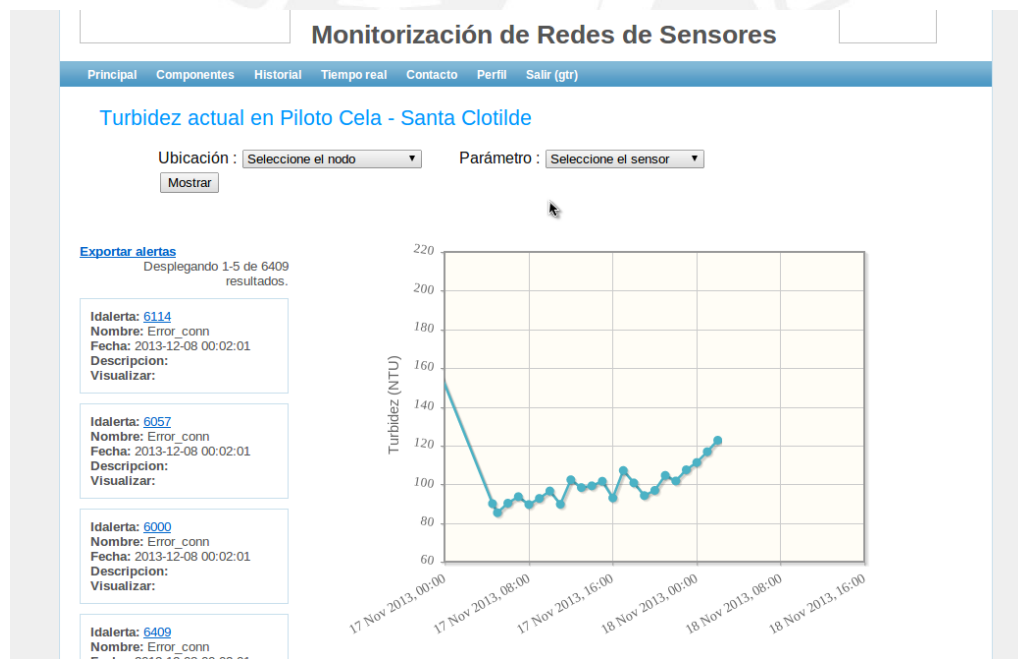 Monitorización de Redes de Sensores
Principal Componentes Historial Tiempo real Contacto Perfil Salir (gtr)
Turbidez actual en Piloto Cela - Santa Clotilde
Ubicación : Seleccione el nodo Parámetro : Seleccione el sensor
Mostrar
Exportar alertas
Desplegando 1-5 de 6409
resultados.
Idalerta: 6114
Nombre: Error_conn
Fecha: 2013-12-08 00:02:01
Descripcion:
Visualizar:
Idalerta: 6057
Nombre: Error_conn
Fecha: 2013-12-08 00:02:01
Descripcion:
Visualizar:
Idalerta: 6000
Nombre: Error_conn
Fecha: 2013-12-08 00:02:01
Descripcion:
Visualizar:
Idalerta: 6409
Nombre: Error_conn
220
200
180
160
140
120
100
80
60
Turbidez (NTU)
17 Nov 2013, 00:00
17 Nov 2013, 08:00
17 Nov 2013, 16:00
18 Nov 2013, 00:00
18 Nov 2013, 08:00
18 Nov 2013, 16:00